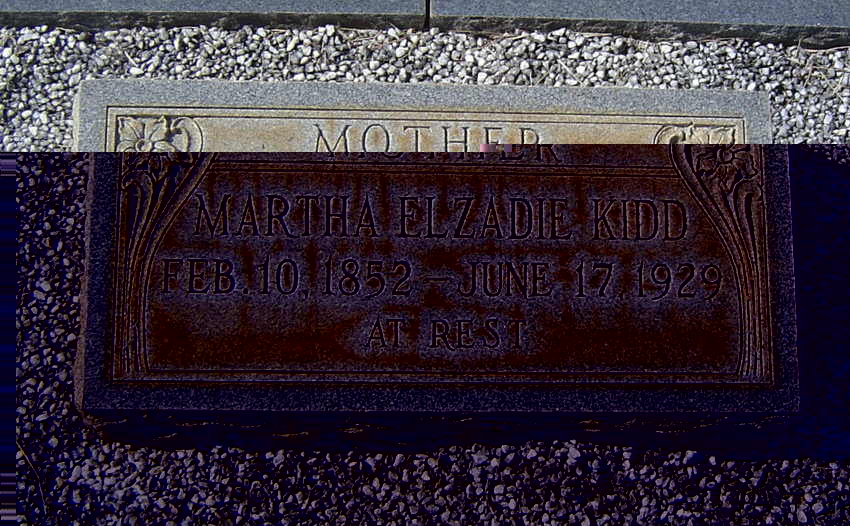 MOTHER
MARTHA ELZADIE KIDD
FEB. 10, 1852 — JUNE 17, 1929
AT REST